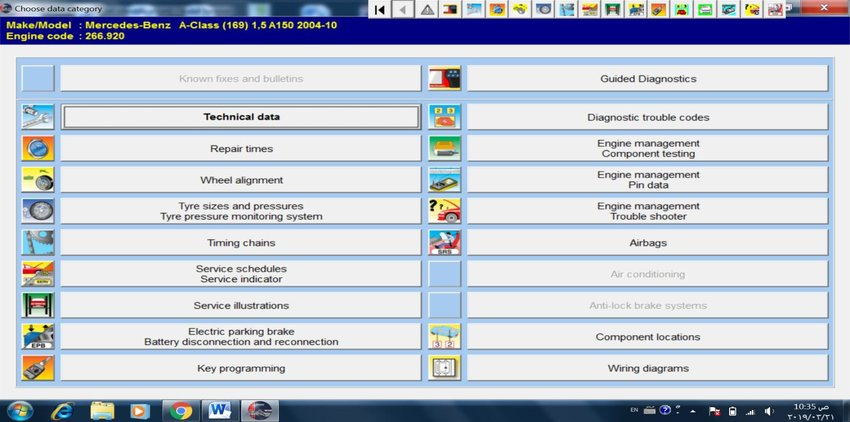 Choose data category
Make/Model : Mercedes-Benz A-Class (169) 1,5 A150 2004-10
Engine code : 266.920
Known fixes and bulletins
Guided Diagnostics
Technical data
Diagnostic trouble codes
Repair times
Engine management
Component testing
Wheel alignment
Engine management
Pin data
Tyre sizes and pressures
Tyre pressure monitoring system
Engine management
Trouble shooter
Timing chains
SRS
Airbags
Service schedules
Service indicator
Air conditioning
Service illustrations
Anti-lock brake systems
EPB
Electric parking brake
Battery disconnection and reconnection
Component locations
Key programming
Wiring diagrams
EN
10:35 ص
٢٠١٩/٠٣/٢١